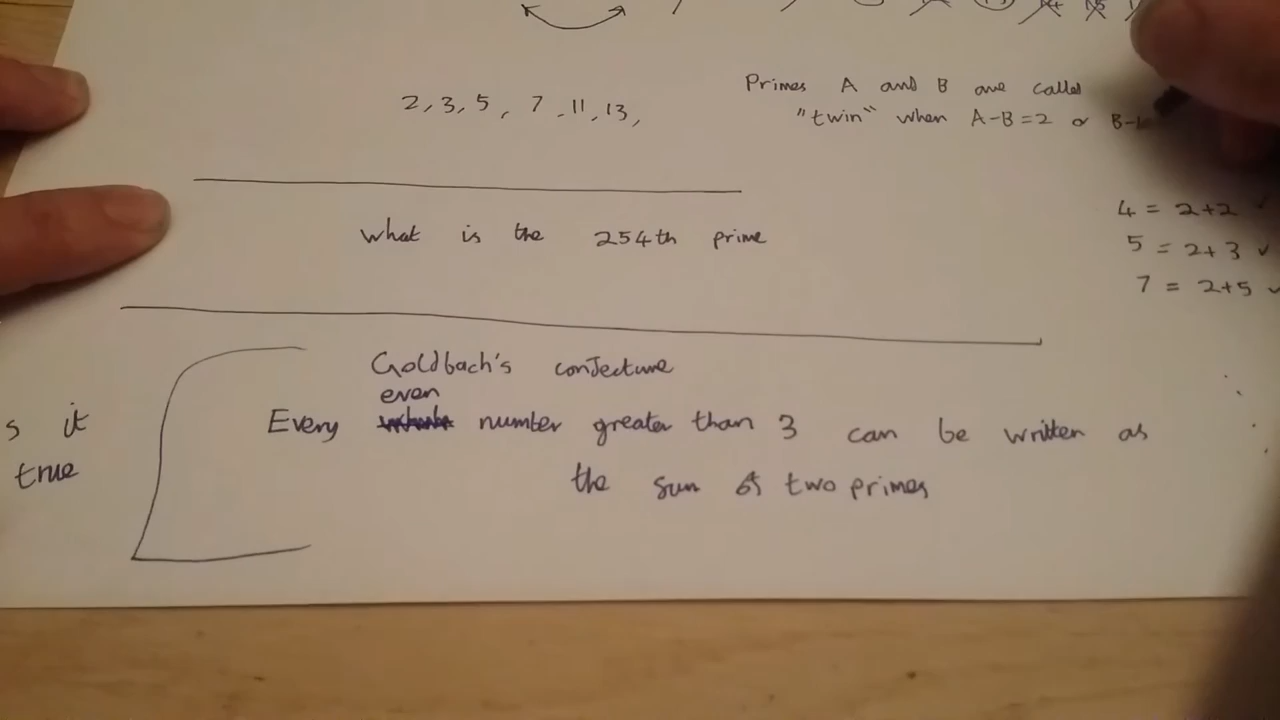 2, 3, 5, 7, 11, 13,
Primes A and B are called
"twin" when A-B=2 or B-
What is the 254th prime
4 = 2+2 ✓
5 = 2+3 ✓
7 = 2+5 ✓
Goldbach's conjecture
even
Every number greater than 3 can be written as
the sum of two primes
s it
true